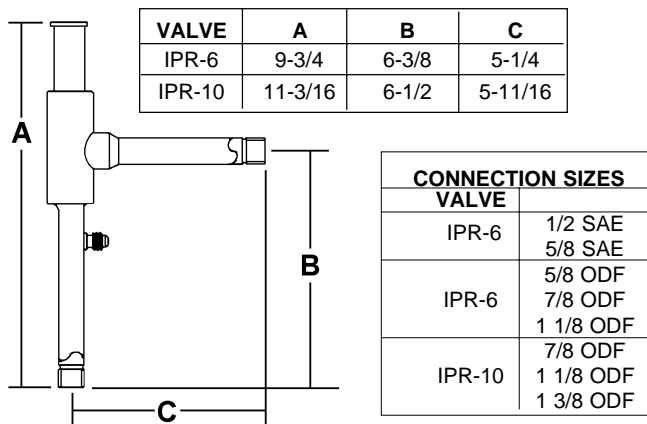 VALVE A B C
IPR-6 9-3/4 6-3/8 5-1/4
IPR-10 11-3/16 6-1/2 5-11/16
A
B
C
CONNECTION SIZES
VALVE
IPR-6 1/2 SAE
5/8 SAE
IPR-6 5/8 ODF
7/8 ODF
1 1/8 ODF
IPR-10 7/8 ODF
1 1/8 ODF
1 3/8 ODF